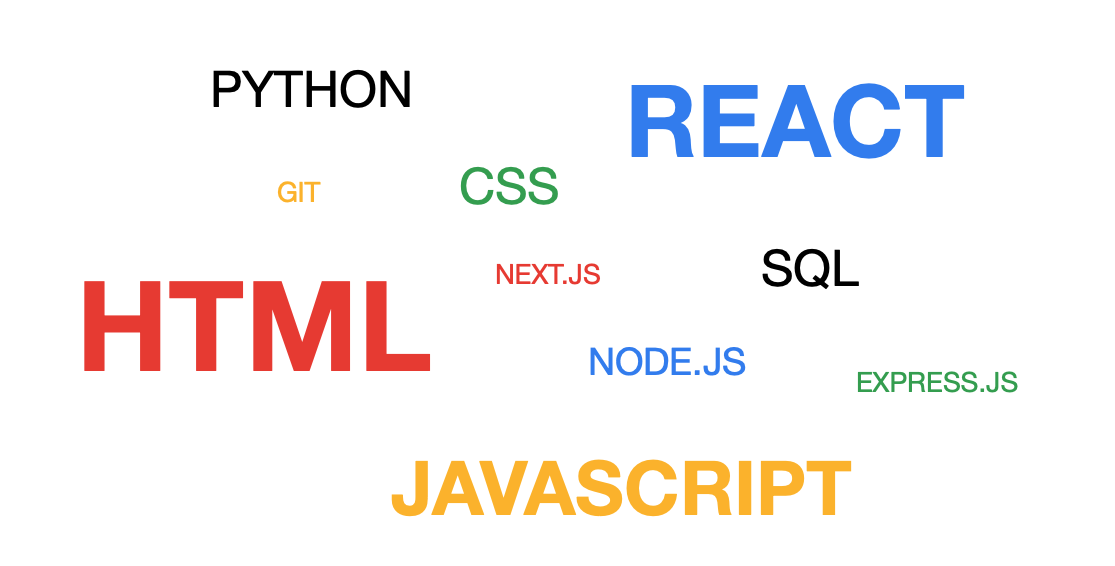 PYTHON
REACT
GIT
CSS
NEXT.JS
SQL
HTML
NODE.JS
EXPRESS.JS
JAVASCRIPT